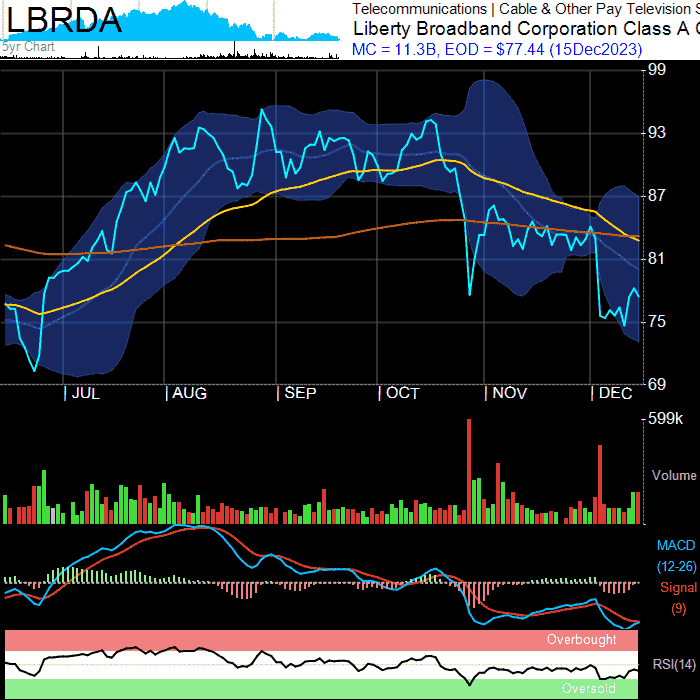 LBRDA
5yr Chart
Telecommunications | Cable & Other Pay Television S
Liberty Broadband Corporation Class A C
MC = 11.3B, EOD = $77.44 (15Dec2023)
99
93
87
81
75
69
| JUL | AUG | SEP | OCT | NOV | DEC
599k
Volume
MACD
(12-26)
Signal
(9)
Overbought
RSI(14)
Oversold